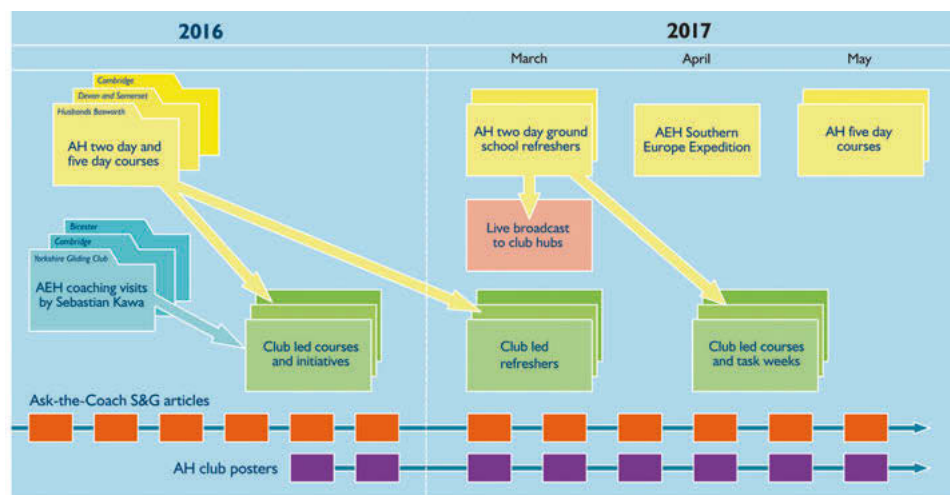 2016
2017
March
April
May
Cambridge
Devon and Somerset
Husbands Bosworth
AH two day and
five day courses
AH two day ground
school refreshers
AEH Southern
Europe Expedition
AH five day
courses
Live broadcast
to club hubs
Bicester
Cambridge
Yorkshire Gliding Club
AEH coaching visits
by Sebastian Kawa
Club led courses
and initiatives
Club led
refreshers
Club led courses
and task weeks
Ask-the-Coach S&G articles
AH club posters